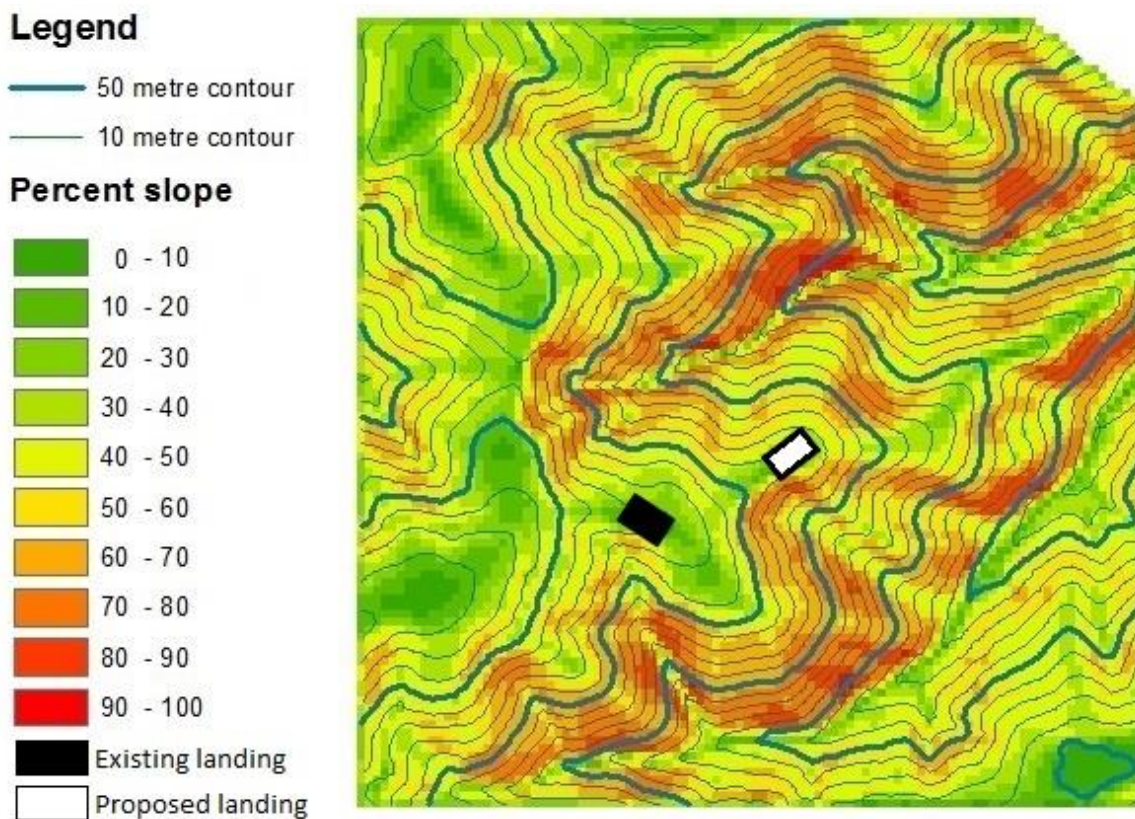 Legend
50 metre contour
10 metre contour
Percent slope
0 - 10
10 - 20
20 - 30
30 - 40
40 - 50
50 - 60
60 - 70
70 - 80
80 - 90
90 - 100
Existing landing
Proposed landing